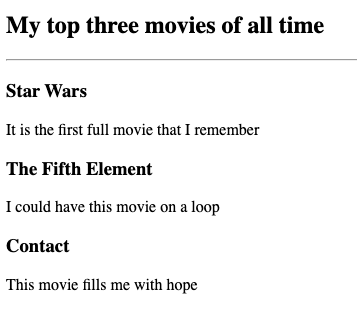 My top three movies of all time
Star Wars
It is the first full movie that I remember
The Fifth Element
I could have this movie on a loop
Contact
This movie fills me with hope